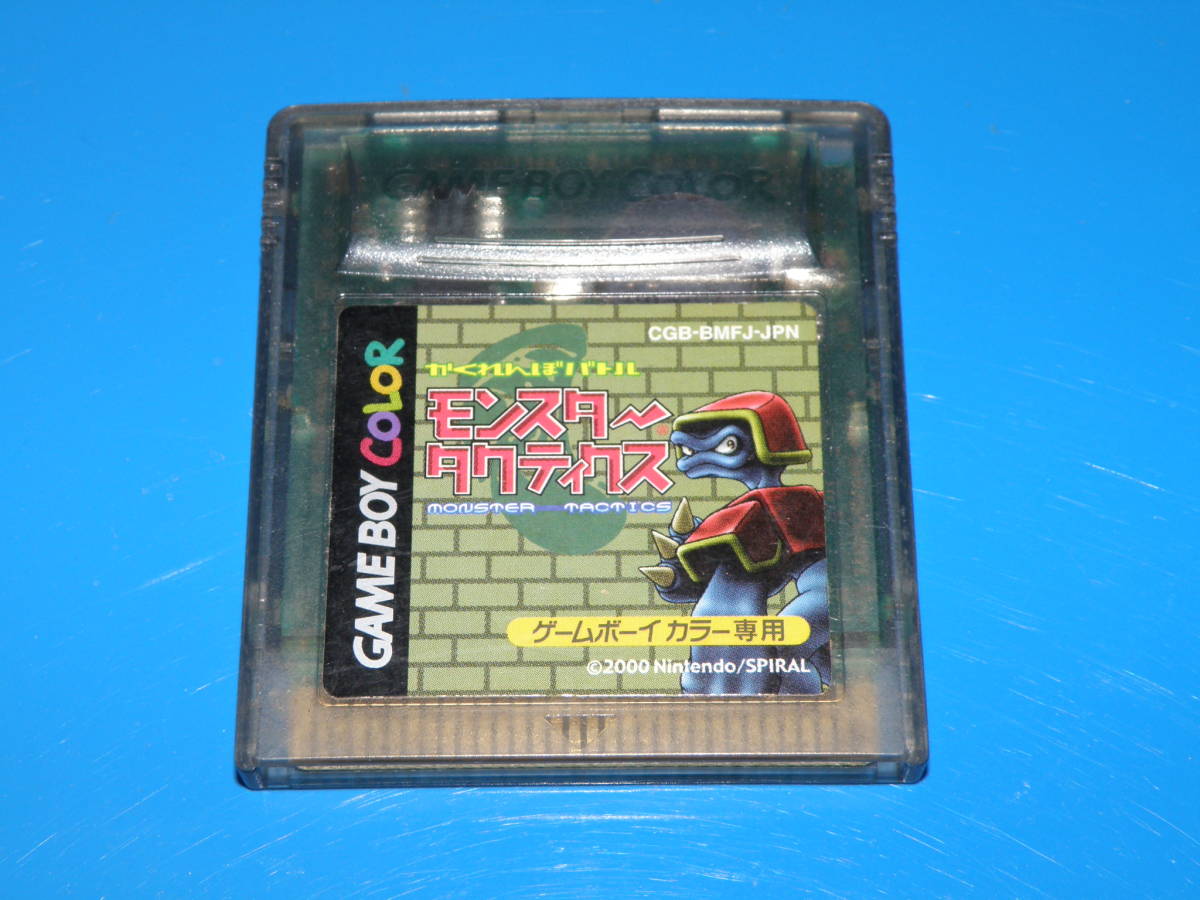 GAME BOY COLOR
GAME BOY COLOR
CGB-BMFJ-JPN
かくれんぼバトル
モンスター
タクティクス
MONSTER TACTICS
ゲームボーイカラー専用
©2000 Nintendo/SPIRAL